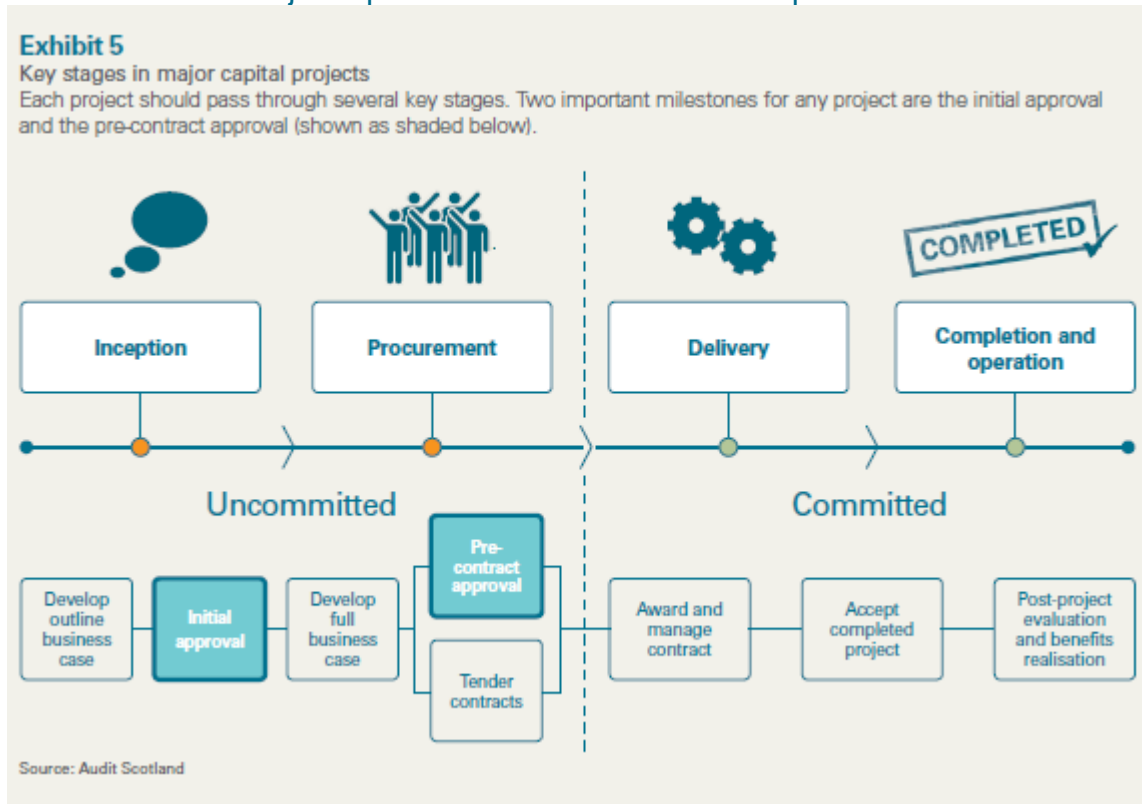 Exhibit 5
Key stages in major capital projects
Each project should pass through several key stages. Two important milestones for any project are the initial approval
and the pre-contract approval (shown as shaded below).
COMPLETED
Inception
Procurement
Delivery
Completion and
operation
Uncommitted
Committed
Develop
outline
business
case
Initial
approval
Develop
full
business
case
Pre-
contract
approval
Tender
contracts
Award and
manage
contract
Accept
completed
project
Post-project
evaluation
and benefits
realisation
Source: Audit Scotland